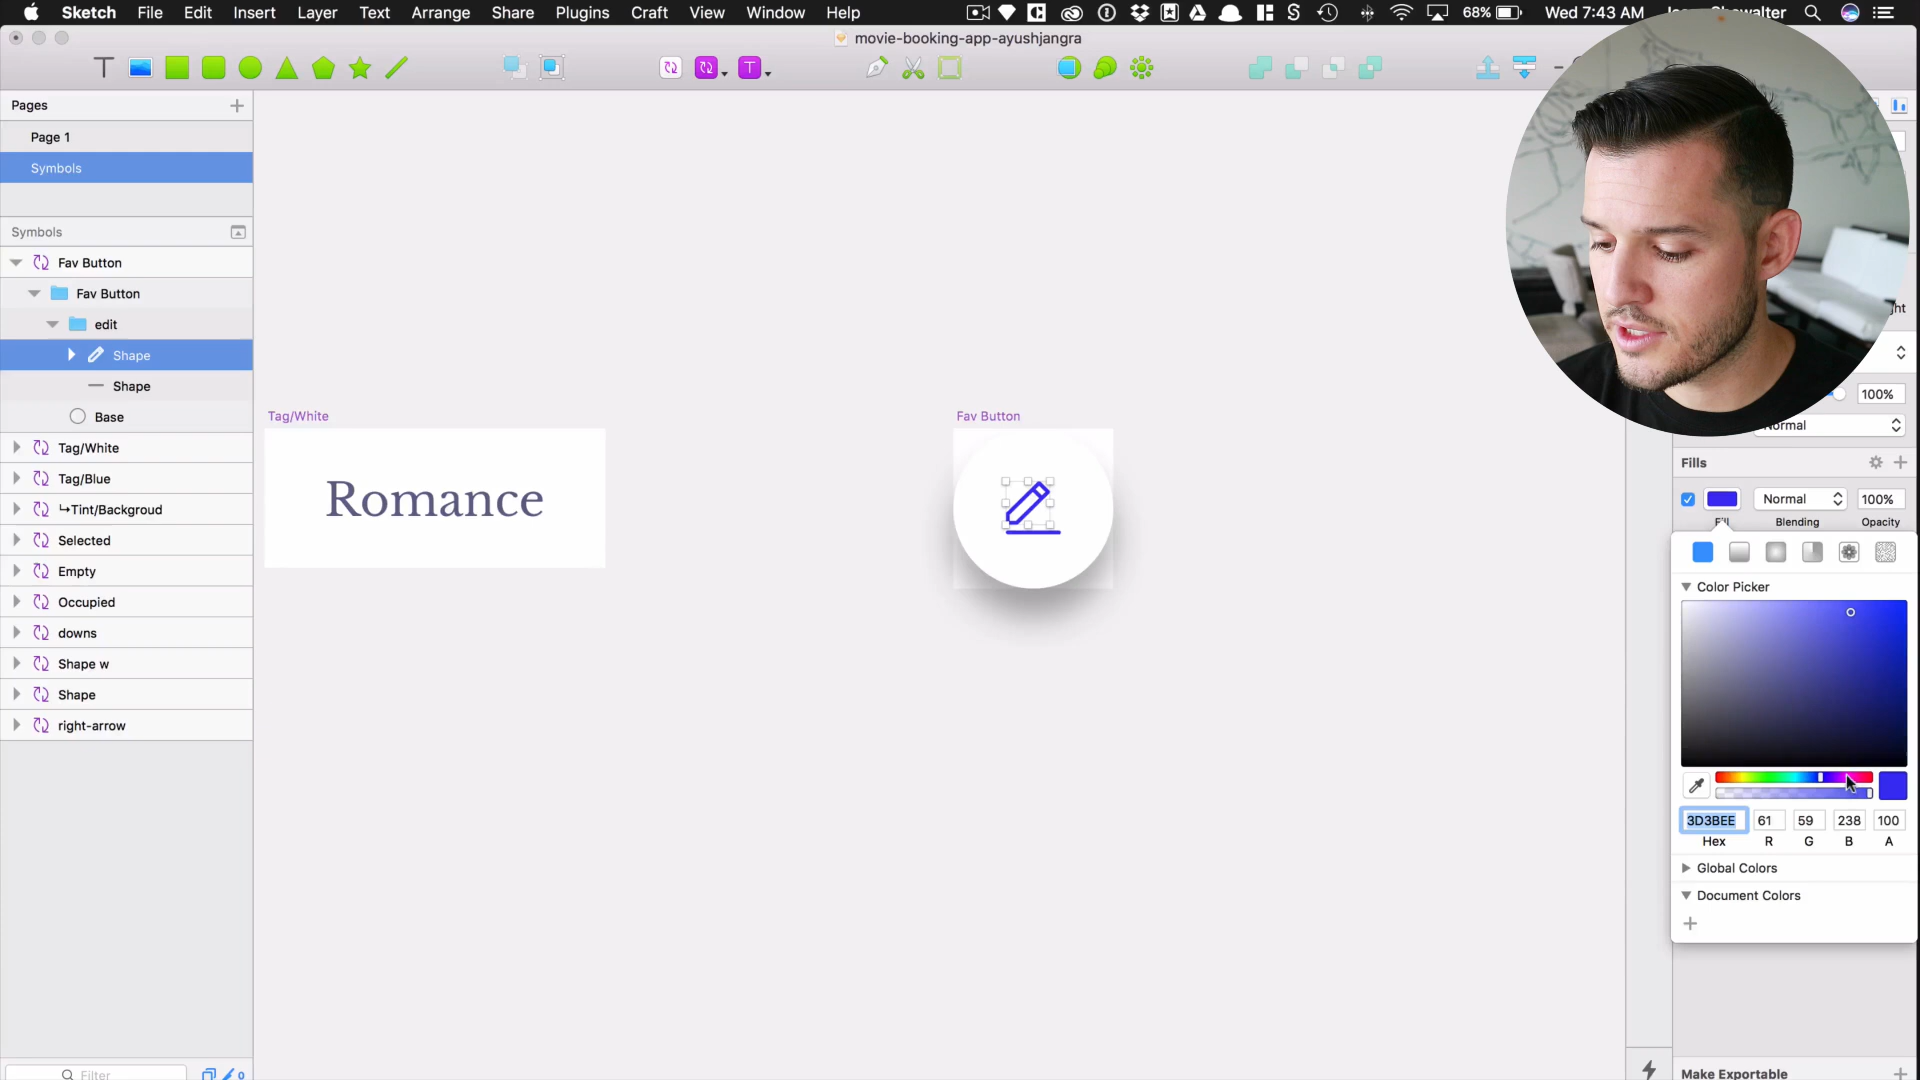 Sketch File Edit Insert Layer Text Arrange Share Plugins Craft View Window Help 68% Wed 7:43 AM
movie-booking-app-ayushjangra
Pages
Page 1
Symbols
Symbols
Fav Button
Fav Button
edit
Shape
Shape
Base
Tag/White
Tag/Blue
↳Tint/Backgroud
Selected
Empty
Occupied
downs
Shape w
Shape
right-arrow
Filter
0
Tag/White
Romance
Fav Button
100%
Normal
Fills
Normal 100%
Fill Blending Opacity
Color Picker
3D3BEE 61 59 238 100
Hex R G B A
Global Colors
Document Colors
Make Exportable